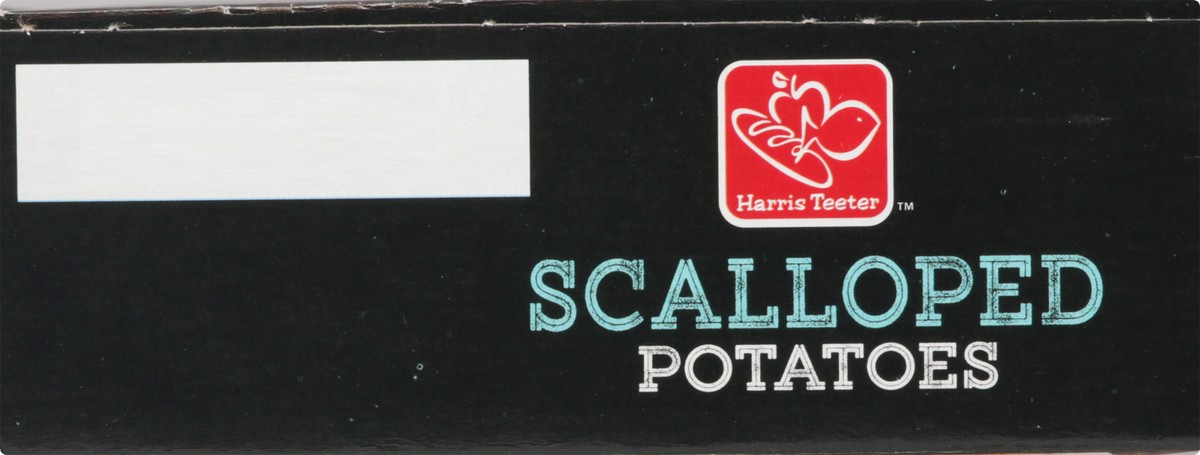 Harris Teeter
TM
SCALLOPED
POTATOES